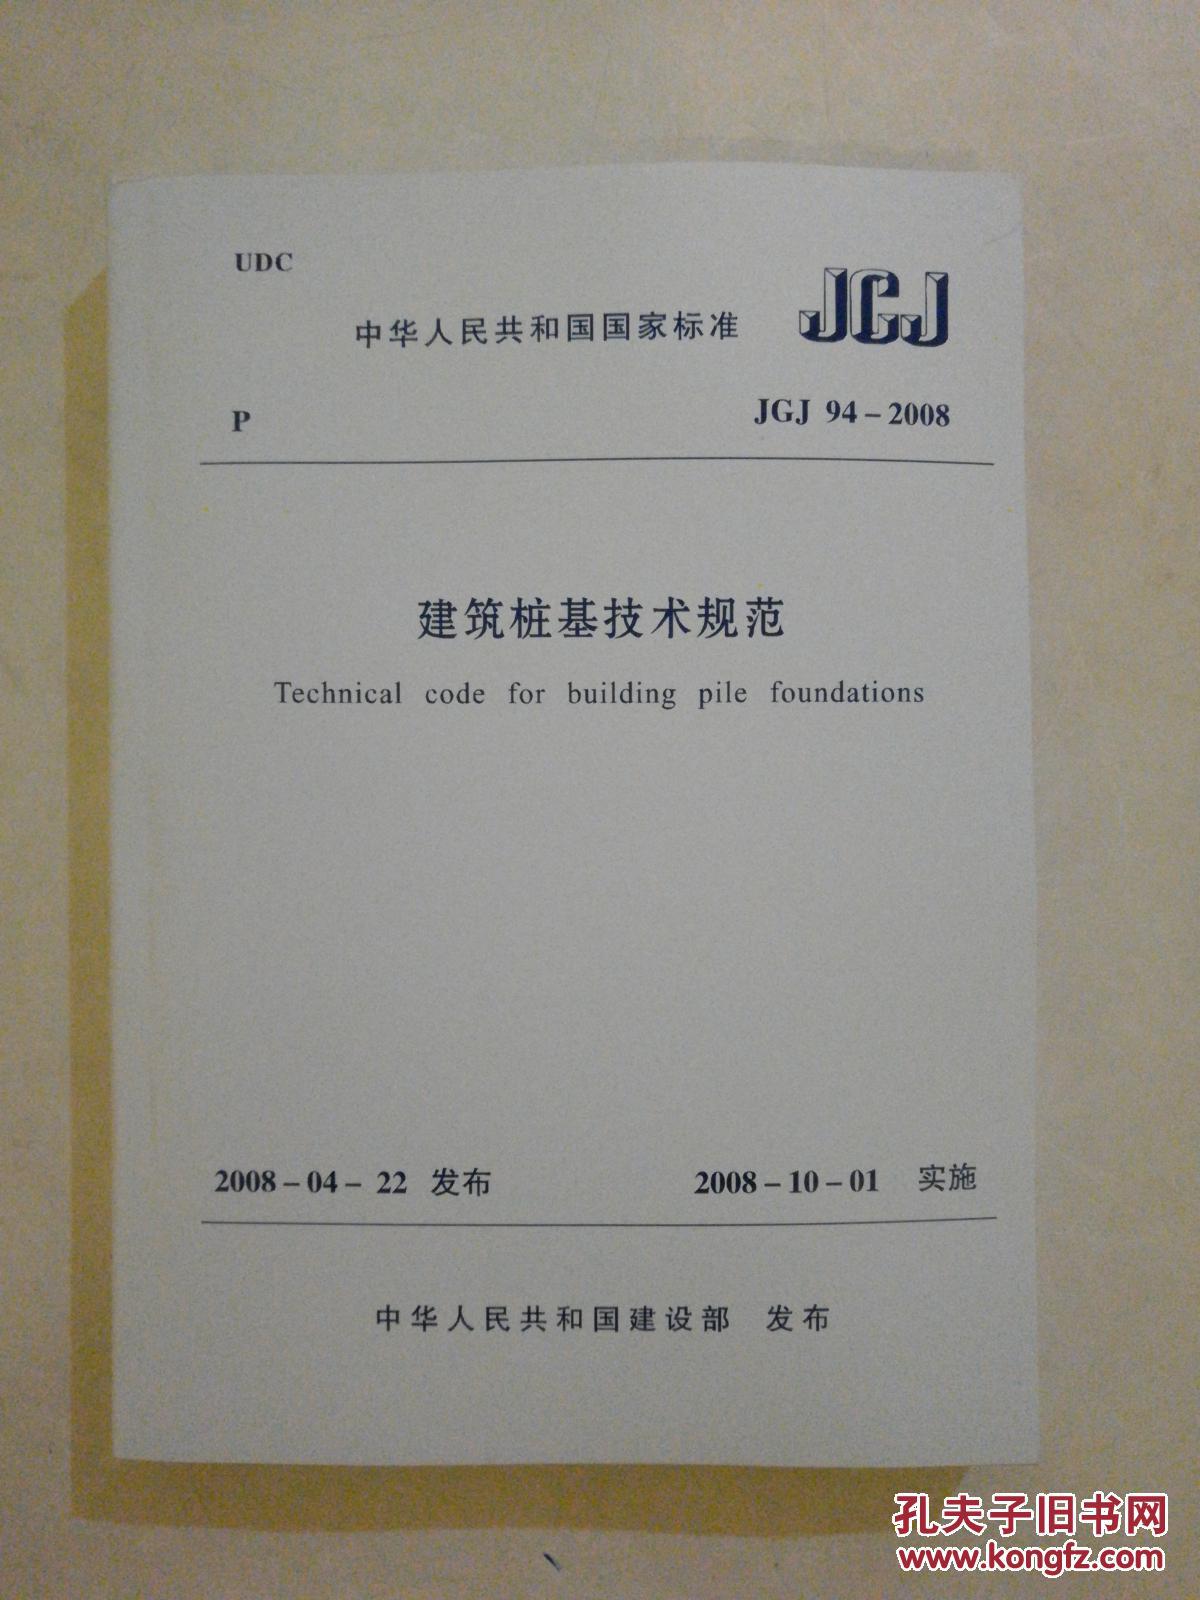 UDC
JGJ
中华人民共和国国家标准
P
JGJ 94-2008
建筑桩基技术规范
Technical code for building pile foundations
2008-04-22 发布
2008-10-01 实施
中华人民共和国建设部 发布
孔夫子旧书网
www.kongfz.com